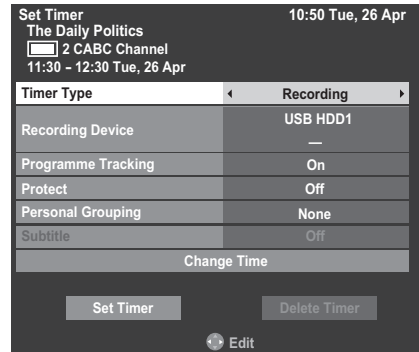 Set Timer 10:50 Tue, 26 Apr
The Daily Politics
2 CABC Channel
11:30 – 12:30 Tue, 26 Apr
Timer Type Recording
Recording Device USB HDD1
—
Programme Tracking On
Protect Off
Personal Grouping None
Subtitle Off
Change Time
Set Timer Delete Timer
Edit